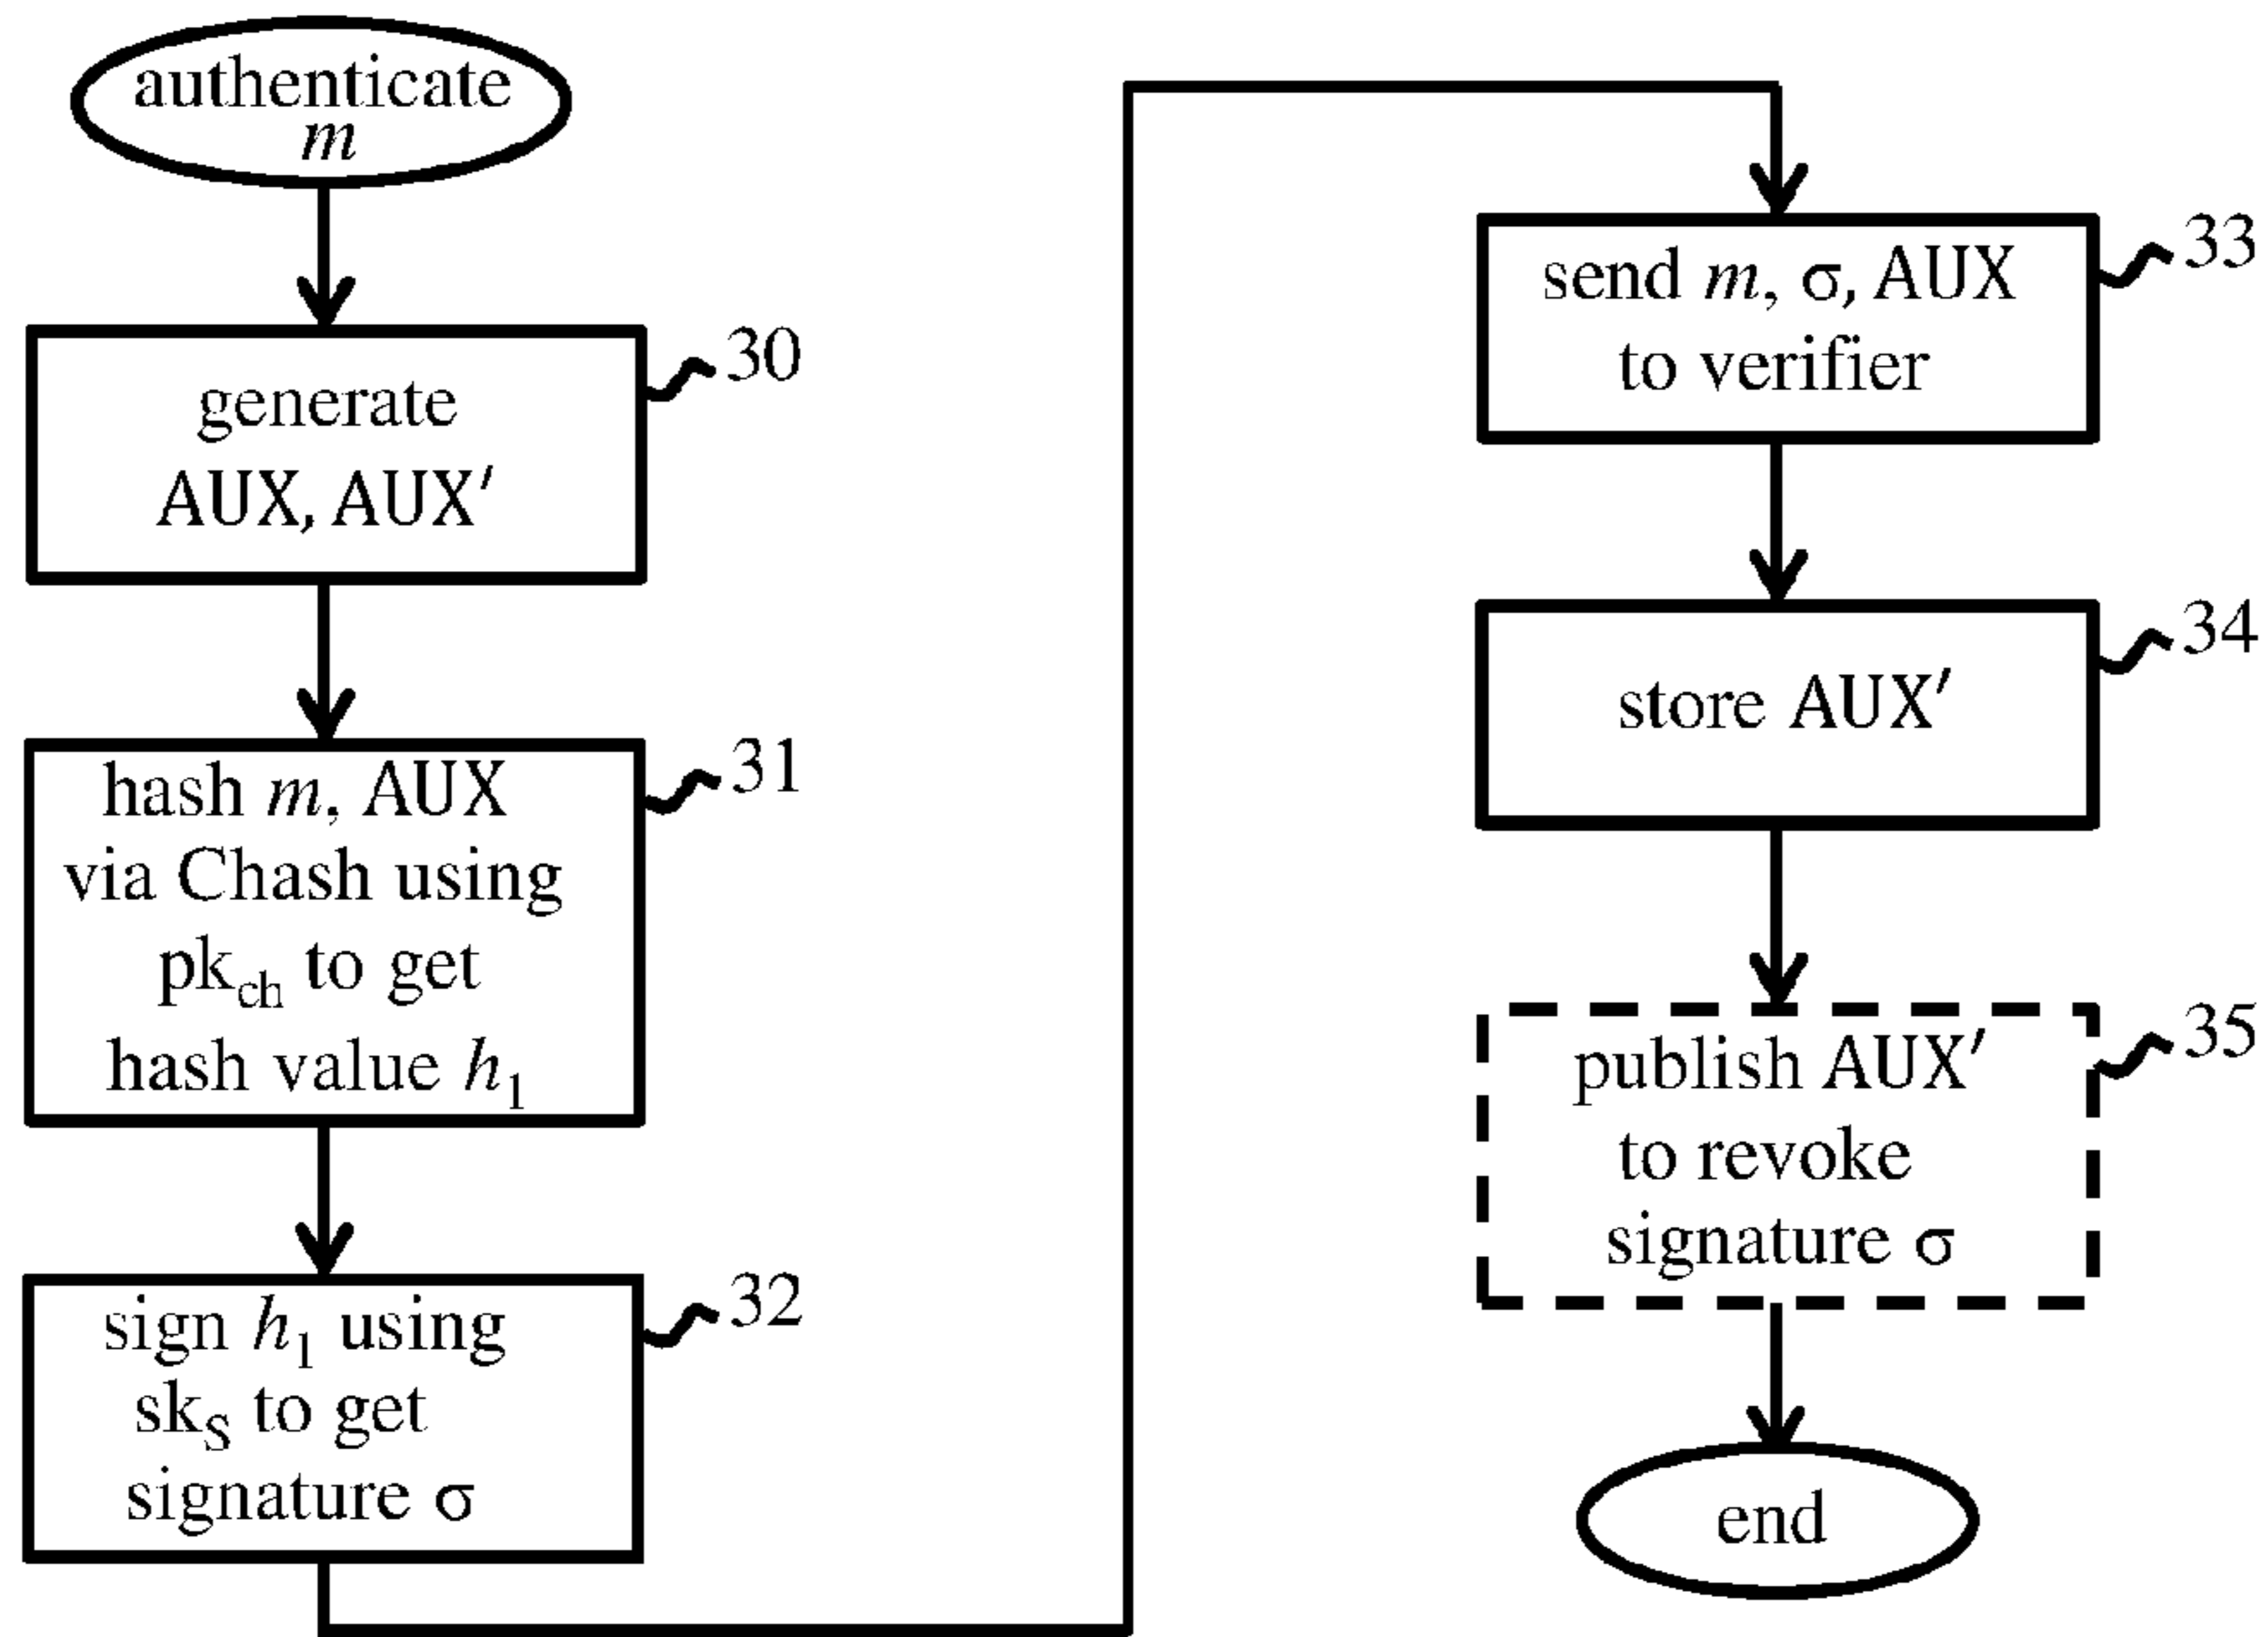 authenticate
m
30
generate
AUX, AUX′
31
hash m, AUX
via Chash using
pk_ch to get
hash value h₁
32
sign h₁ using
sk_S to get
signature σ
33
send m, σ, AUX
to verifier
34
store AUX′
35
publish AUX′
to revoke
signature σ
end